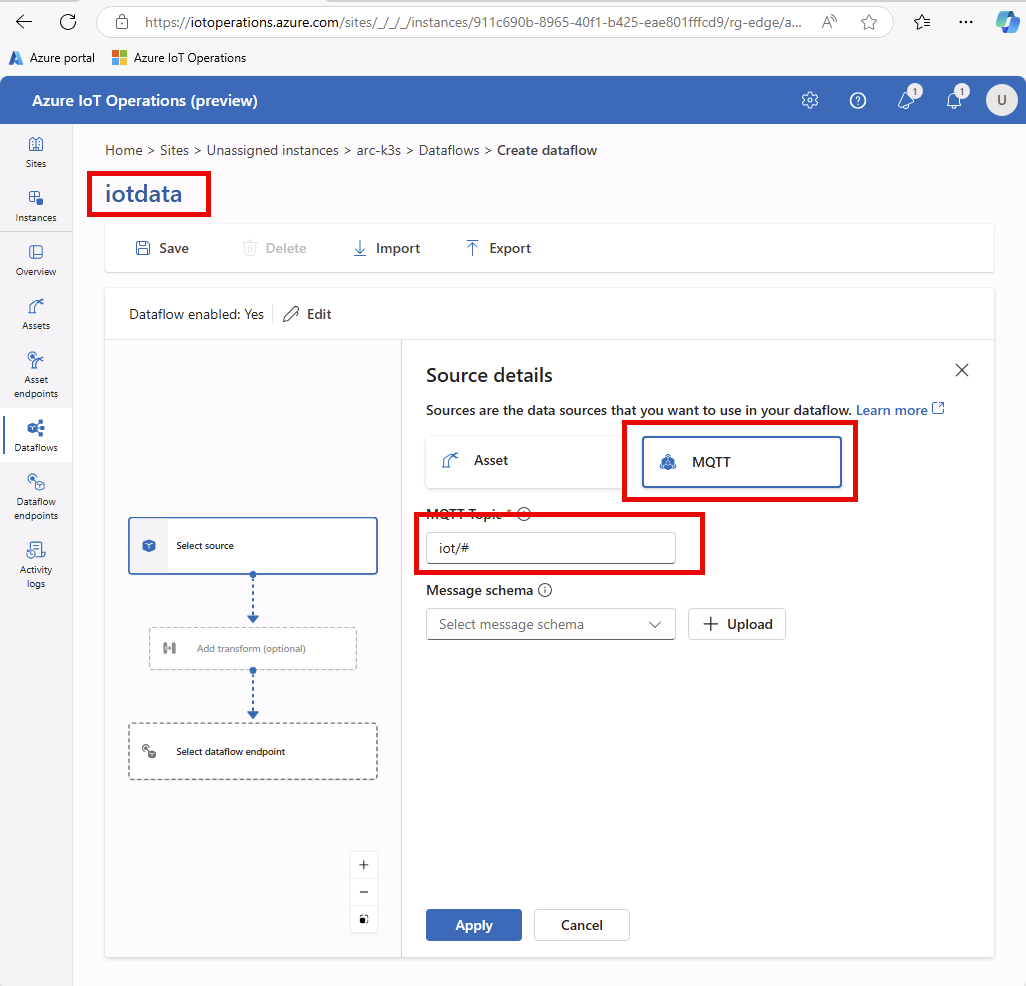 https://iotoperations.azure.com/sites/_/_/_/instances/911c690b-8965-40f1-b425-eae801fffcd9/rg-edge/a...
Azure portal
Azure IoT Operations
Azure IoT Operations (preview)
1
1
U
Sites
Instances
Overview
Assets
Asset
endpoints
Dataflows
Dataflow
endpoints
Activity
logs
Home > Sites > Unassigned instances > arc-k3s > Dataflows > Create dataflow
iotdata
Save
Delete
Import
Export
Dataflow enabled: Yes
Edit
Select source
Add transform (optional)
Select dataflow endpoint
Source details
Sources are the data sources that you want to use in your dataflow. Learn more
Asset
MQTT
MQTT Topic *
iot/#
Message schema
Select message schema
Upload
Apply
Cancel